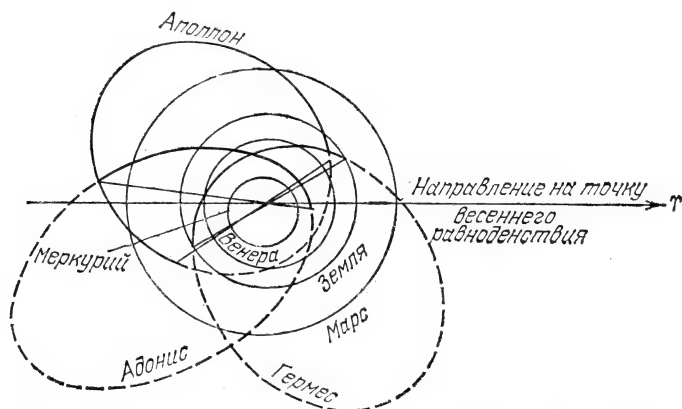 Аполлон
Направление на точку
♈
весеннего
равноденствия
Меркурий
Венера
Земля
Марс
Адонис
Гермес